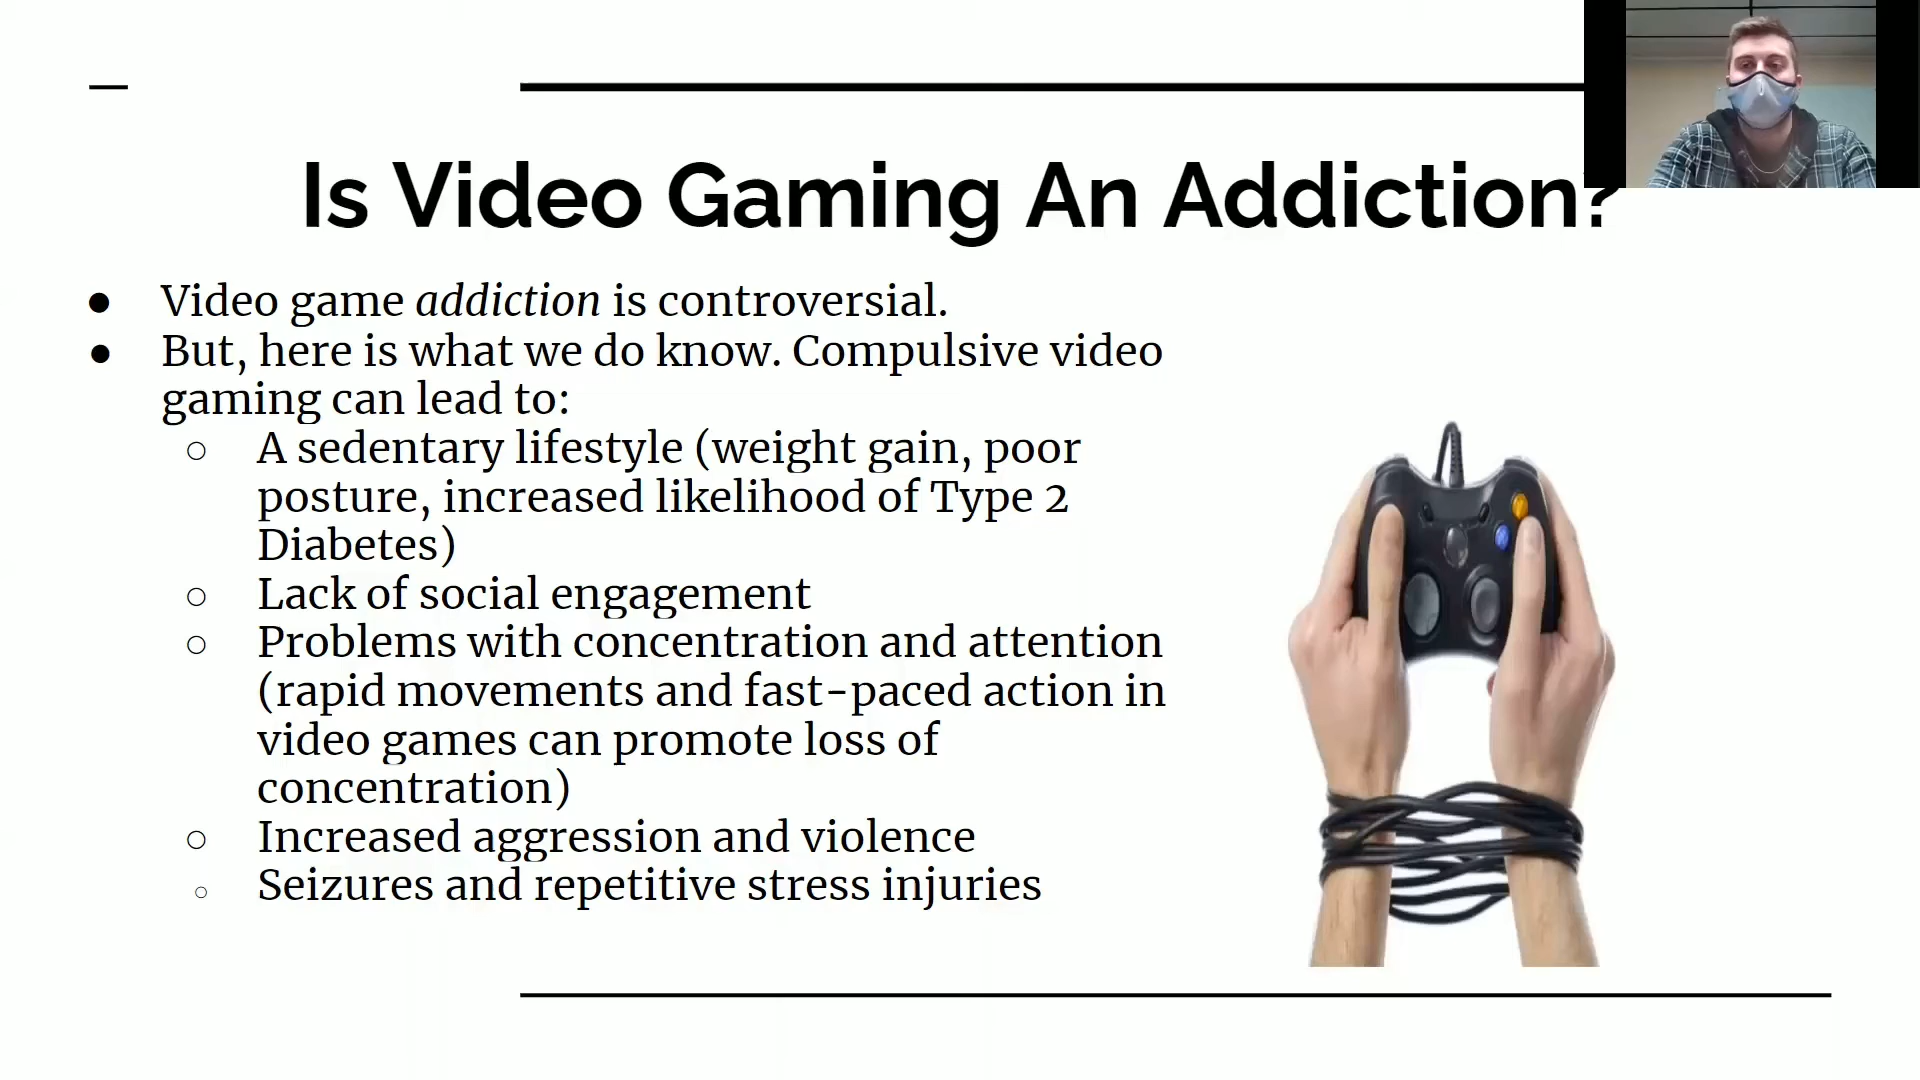 Is Video Gaming An Addiction?
● Video game addiction is controversial.
● But, here is what we do know. Compulsive video
gaming can lead to:
○ A sedentary lifestyle (weight gain, poor
posture, increased likelihood of Type 2
Diabetes)
○ Lack of social engagement
○ Problems with concentration and attention
(rapid movements and fast-paced action in
video games can promote loss of
concentration)
○ Increased aggression and violence
○ Seizures and repetitive stress injuries